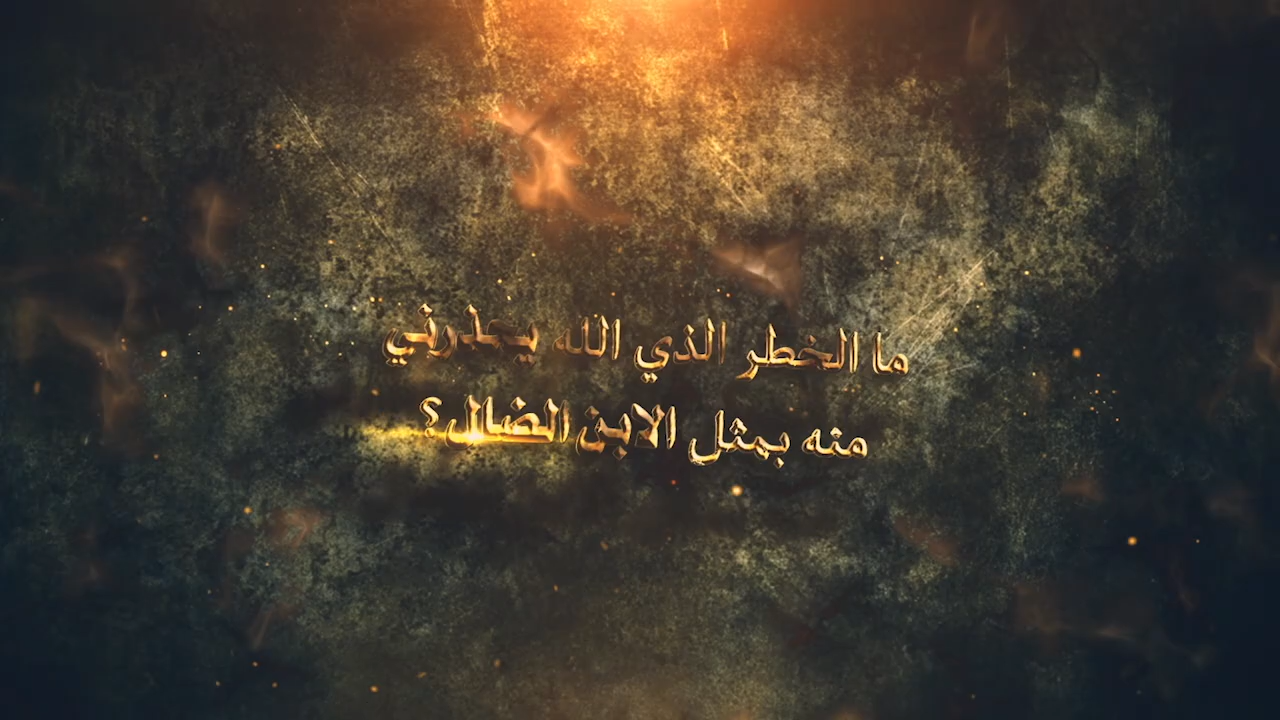 ما الخطر الذي الله يحذرني
منه بمثل الابن الضال؟